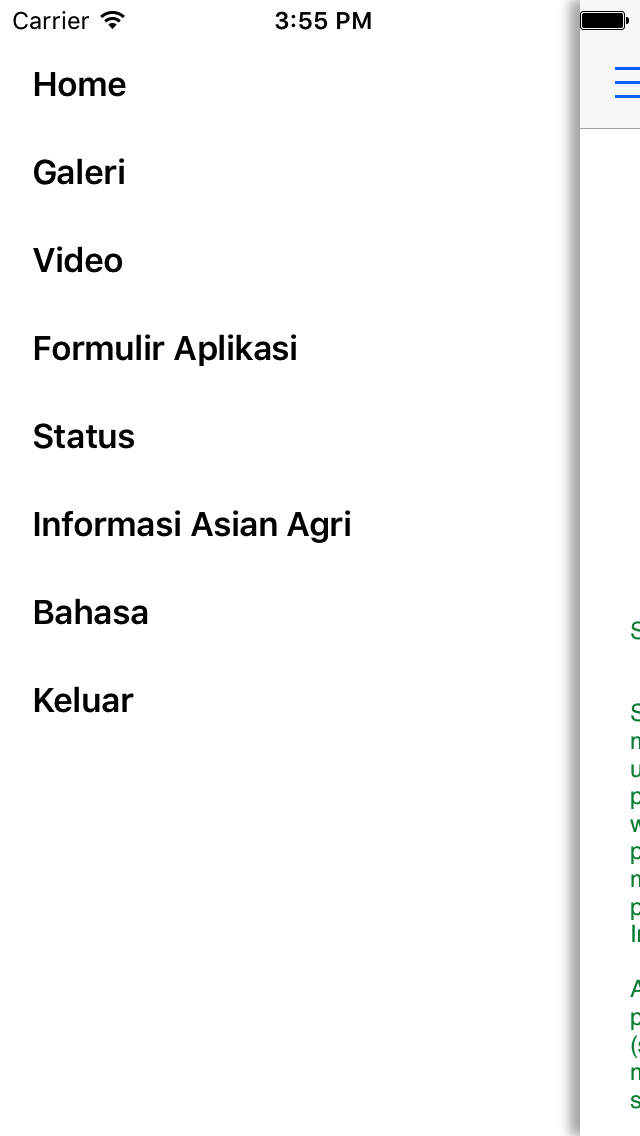 Carrier 3:55 PM
Home
Galeri
Video
Formulir Aplikasi
Status
Informasi Asian Agri
Bahasa
Keluar